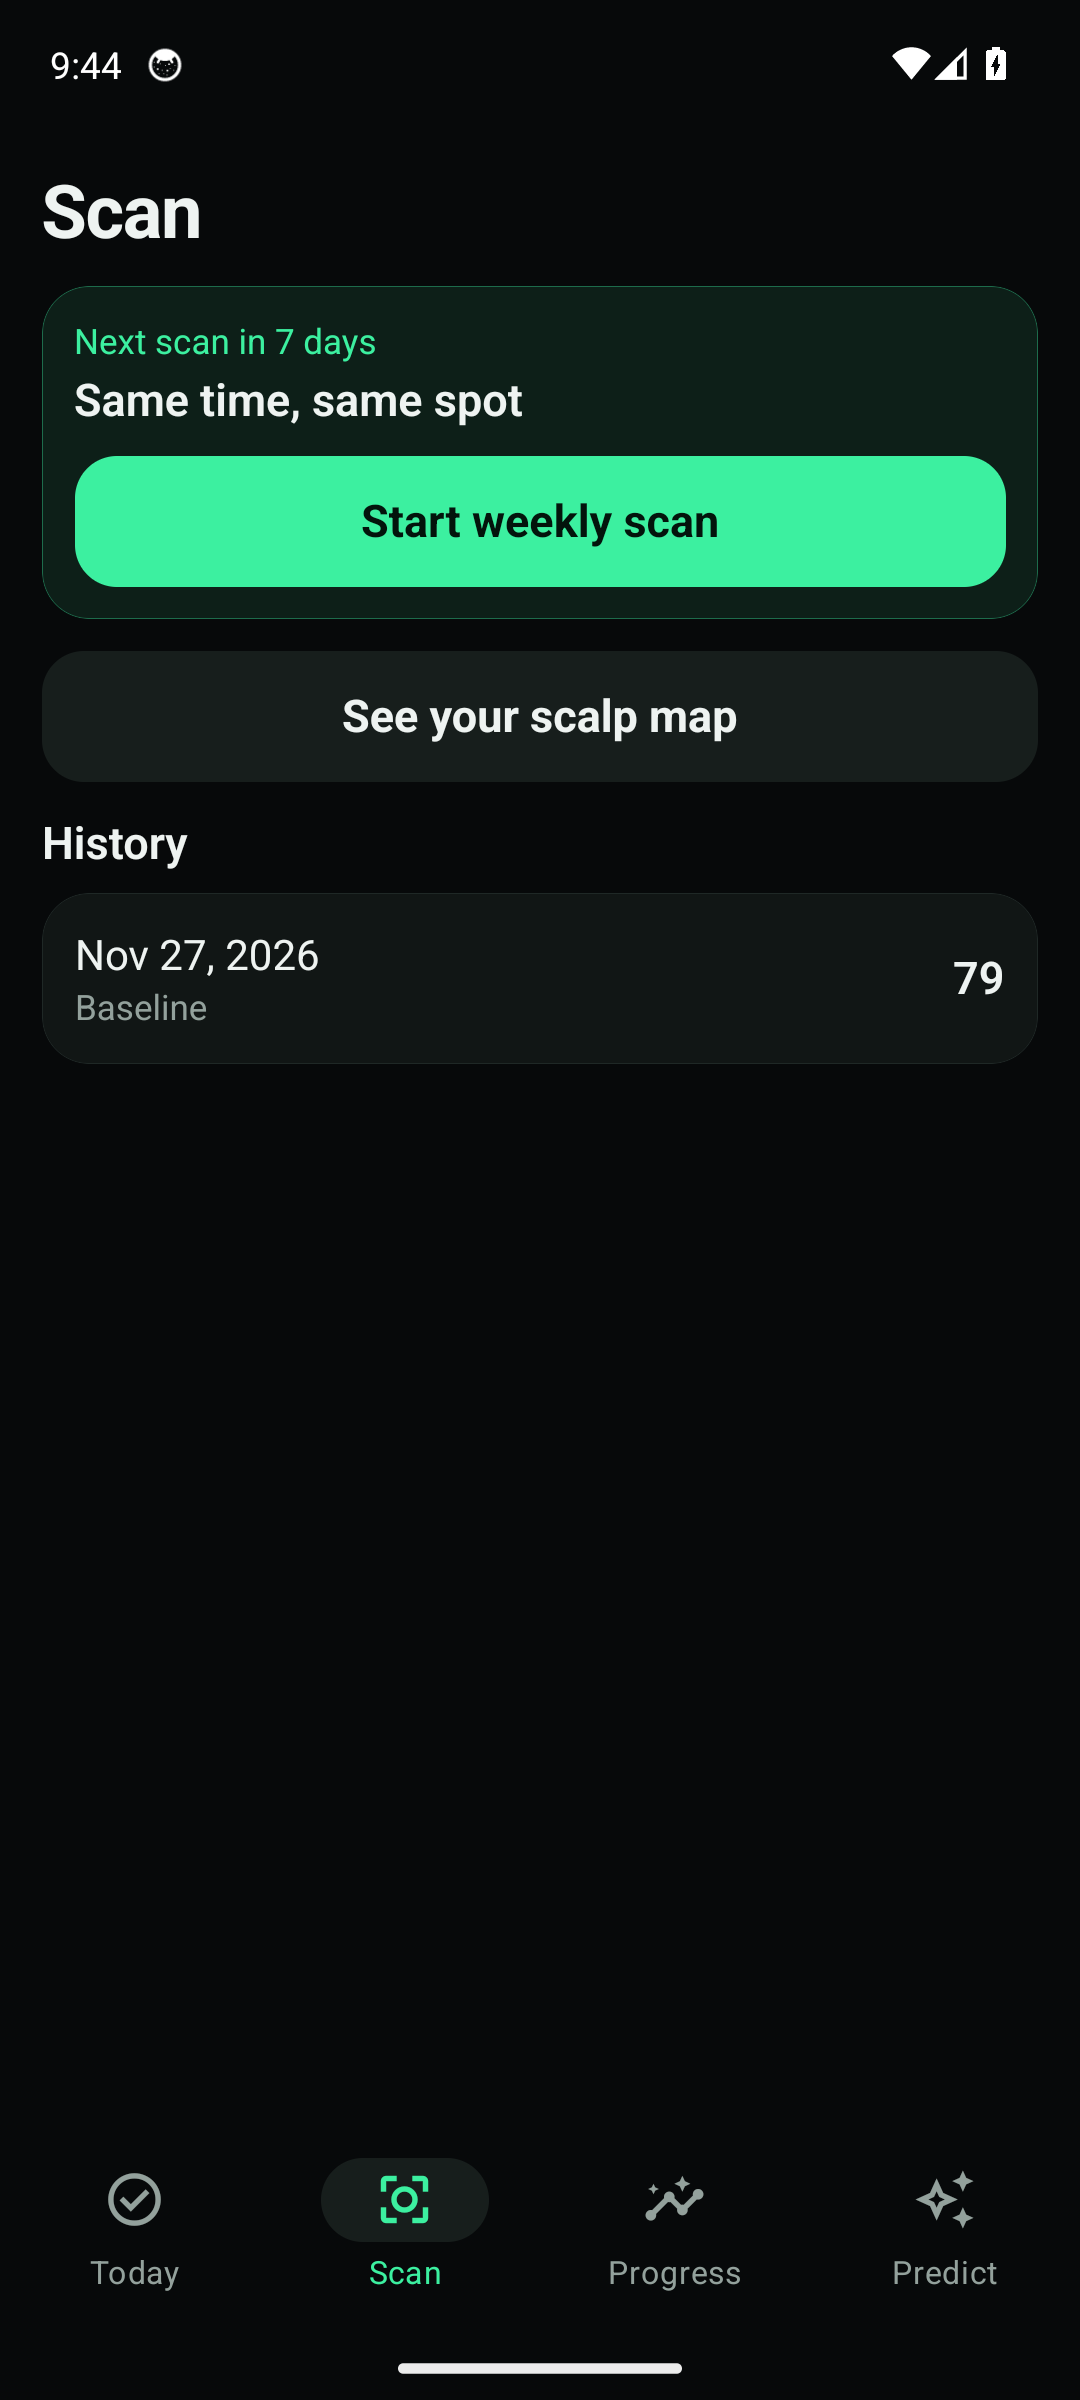 9:44
Scan
Next scan in 7 days
Same time, same spot
Start weekly scan
See your scalp map
History
Nov 27, 2026
79
Baseline
Today
Scan
Progress
Predict